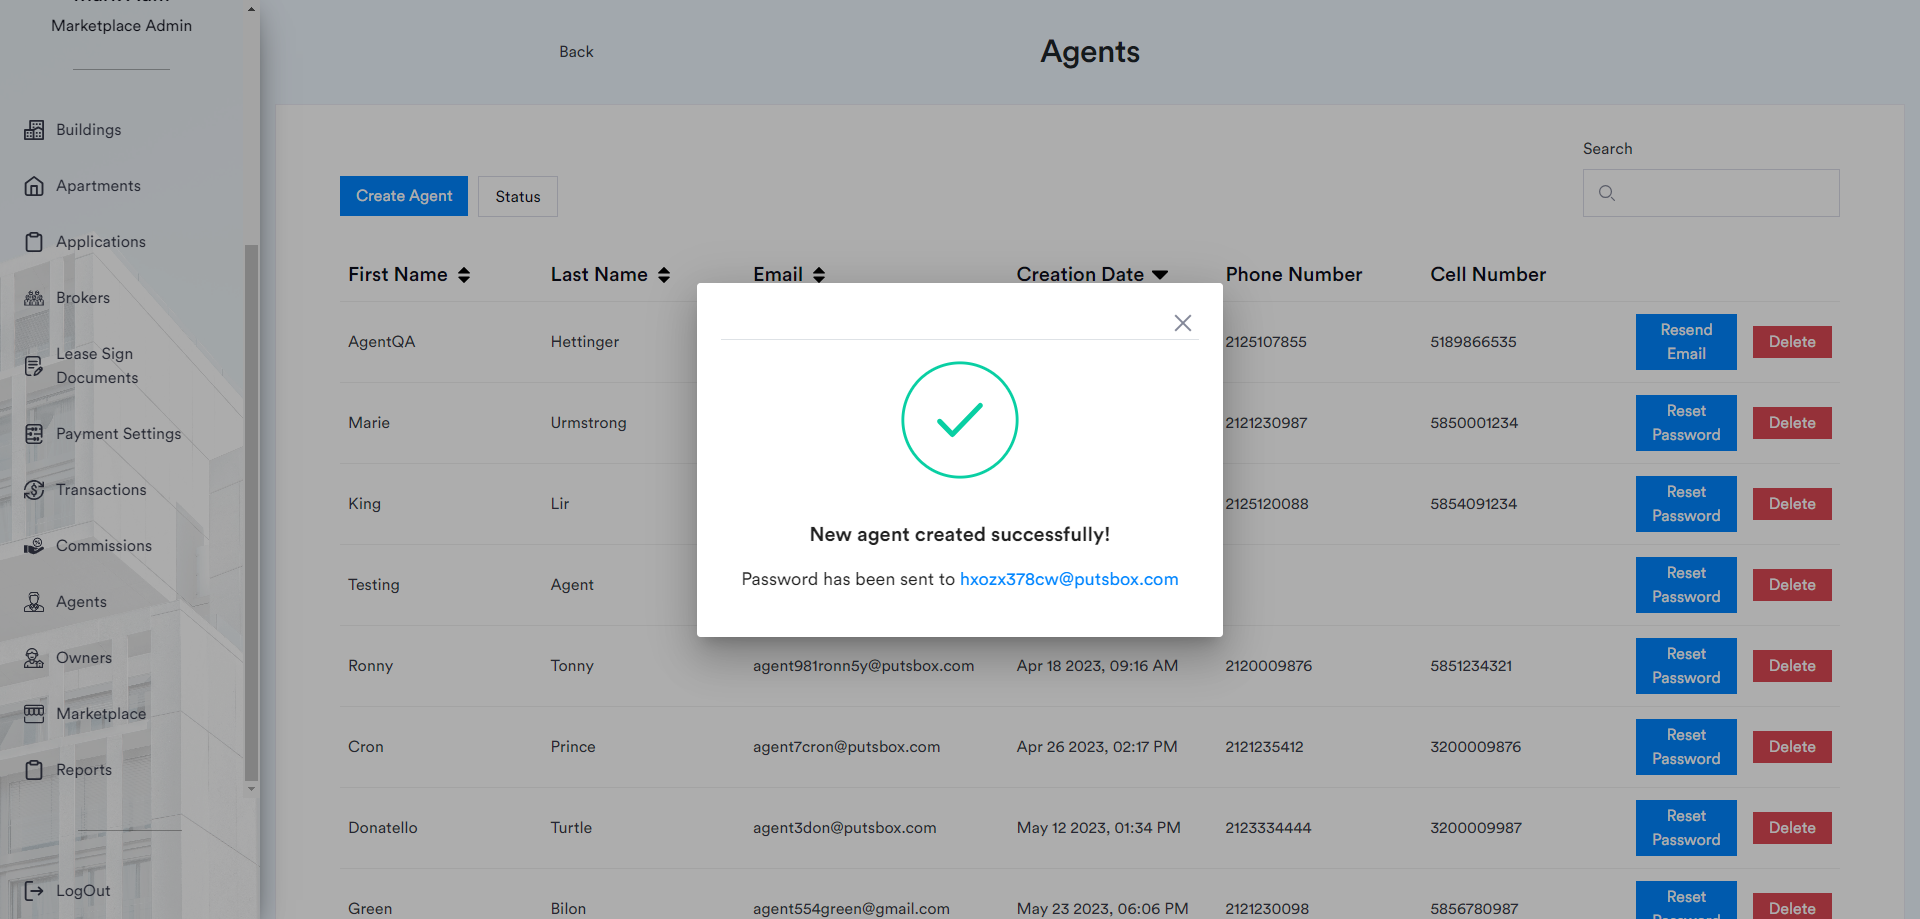 Marketplace Admin
Buildings
Apartments
Applications
Brokers
Lease Sign
Documents
Payment Settings
Transactions
Commissions
Agents
Owners
Marketplace
Reports
LogOut
Back
Agents
Search
Create Agent
Status
First Name Last Name Email Creation Date Phone Number Cell Number
AgentQA Hettinger 2125107855 5189866535 Resend Email Delete
Marie Urmstrong 2121230987 5850001234 Reset Password Delete
King Lir 2125120088 5854091234 Reset Password Delete
Testing Agent Reset Password Delete
Ronny Tonny agent981ronn5y@putsbox.com Apr 18 2023, 09:16 AM 2120009876 5851234321 Reset Password Delete
Cron Prince agent7cron@putsbox.com Apr 26 2023, 02:17 PM 2121235412 3200009876 Reset Password Delete
Donatello Turtle agent3don@putsbox.com May 12 2023, 01:34 PM 2123334444 3200009987 Reset Password Delete
Green Bilon agent554green@gmail.com May 23 2023, 06:06 PM 2121230098 5856780987 Reset Delete
New agent created successfully!
Password has been sent to hxozx378cw@putsbox.com